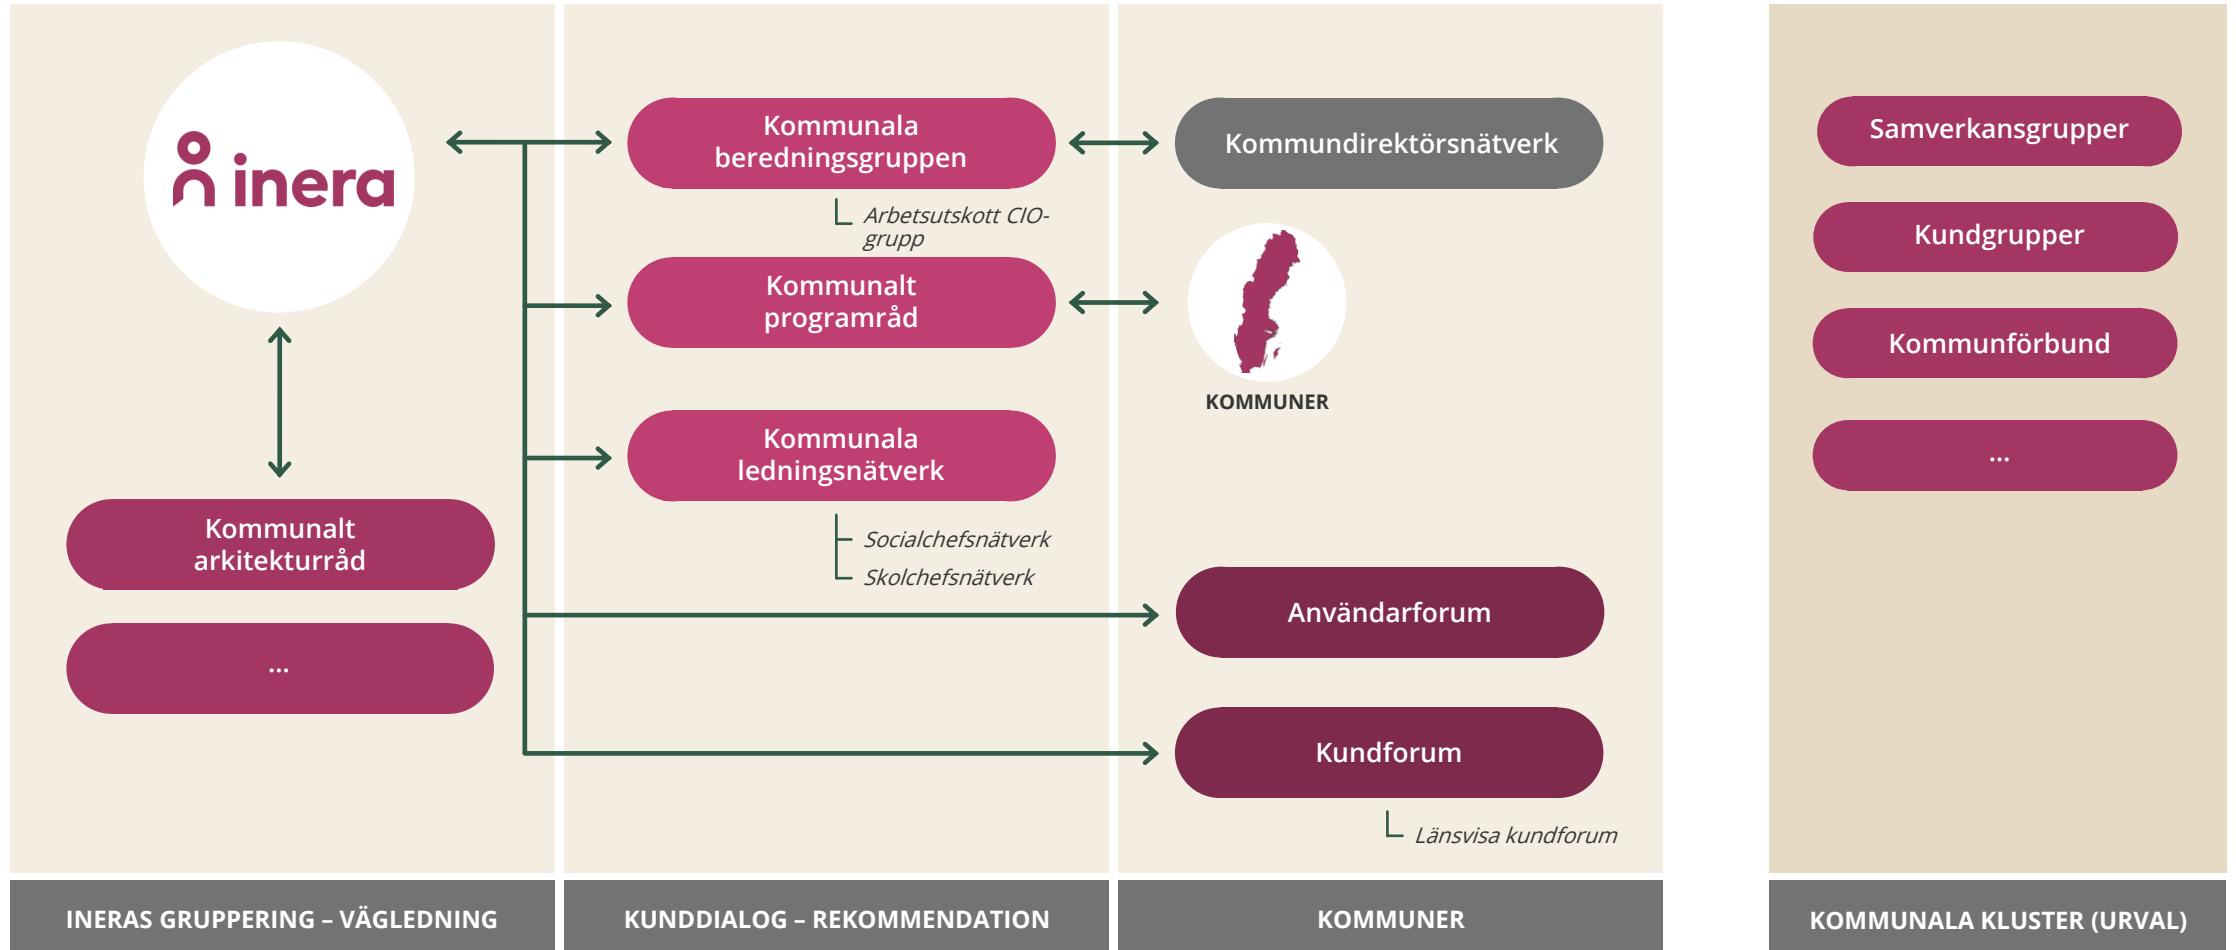 inera
Kommunalt
arkitekturråd
...
INERAS GRUPPERING – VÄGLEDNING
Kommunala
beredningsgruppen
Arbetsutskott CIO-
grupp
Kommunalt
programråd
Kommunala
ledningsnätverk
Socialchefsnätverk
Skolchefsnätverk
KUNDDIALOG – REKOMMENDATION
Kommundirektörsnätverk
KOMMUNER
Användarforum
Kundforum
Länsvisa kundforum
KOMMUNER
Samverkansgrupper
Kundgrupper
Kommunförbund
...
KOMMUNALA KLUSTER (URVAL)